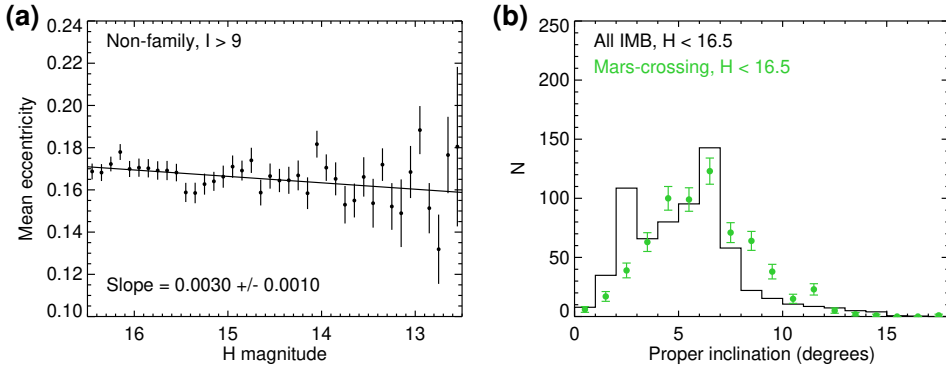 (a)
Non-family, I > 9
0.24
0.22
0.20
0.18
0.16
0.14
0.12
0.10
Mean eccentricity
Slope = 0.0030 +/- 0.0010
16
15
14
13
H magnitude
(b)
All IMB, H < 16.5
Mars-crossing, H < 16.5
250
200
150
100
50
0
N
0
5
10
15
Proper inclination (degrees)